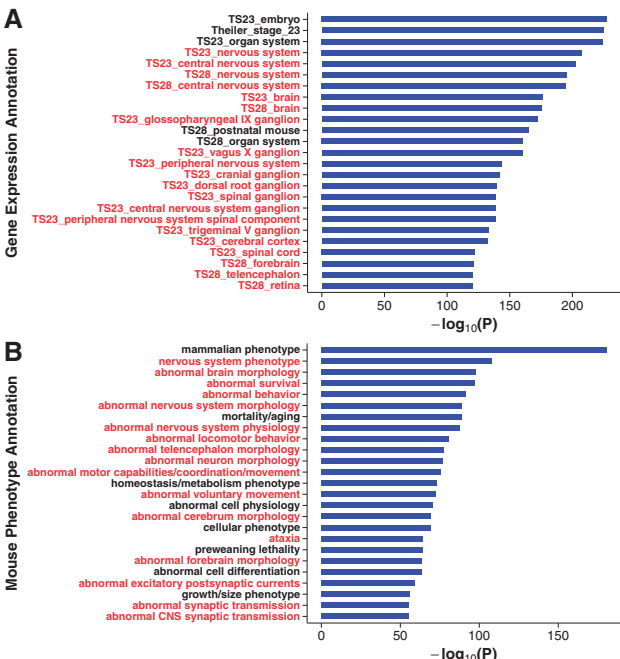 A
Gene Expression Annotation
TS23_embryo
Theiler_stage_23
TS23_organ system
TS23_nervous system
TS23_central nervous system
TS28_nervous system
TS28_central nervous system
TS23_brain
TS28_brain
TS23_glossopharyngeal IX ganglion
TS28_postnatal mouse
TS28_organ system
TS23_vagus X ganglion
TS23_peripheral nervous system
TS23_cranial ganglion
TS23_dorsal root ganglion
TS23_spinal ganglion
TS23_central nervous system ganglion
TS23_peripheral nervous system spinal component
TS23_trigeminal V ganglion
TS23_cerebral cortex
TS23_spinal cord
TS28_forebrain
TS28_telencephalon
TS28_retina
0 50 100 150 200
−log10(P)
B
Mouse Phenotype Annotation
mammalian phenotype
nervous system phenotype
abnormal brain morphology
abnormal survival
abnormal behavior
abnormal nervous system morphology
mortality/aging
abnormal nervous system physiology
abnormal locomotor behavior
abnormal telencephalon morphology
abnormal neuron morphology
abnormal motor capabilities/coordination/movement
homeostasis/metabolism phenotype
abnormal voluntary movement
abnormal cell physiology
abnormal cerebrum morphology
cellular phenotype
ataxia
preweaning lethality
abnormal forebrain morphology
abnormal cell differentiation
abnormal excitatory postsynaptic currents
growth/size phenotype
abnormal synaptic transmission
abnormal CNS synaptic transmission
0 50 100 150
−log10(P)